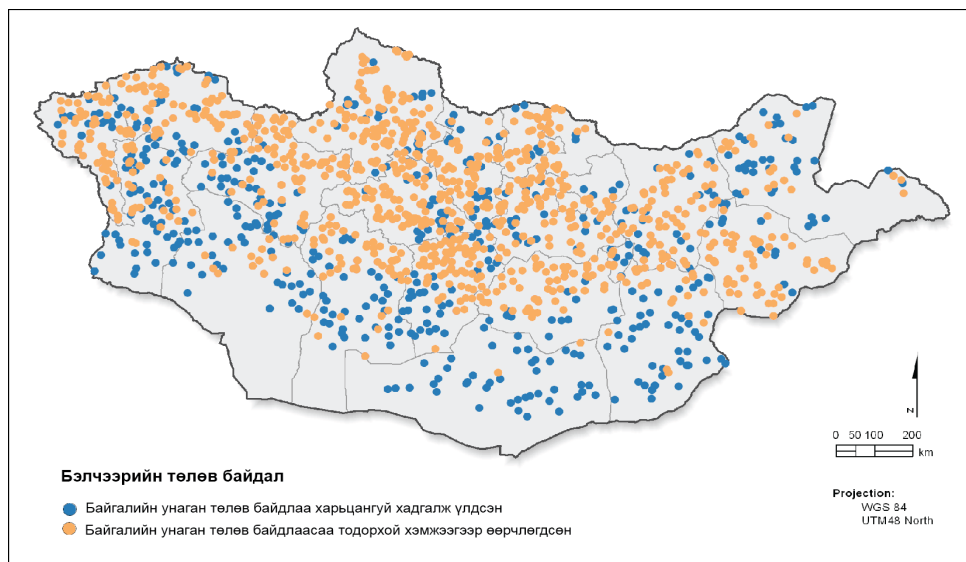 N
0 50 100 200
km
Бэлчээрийн төлөв байдал
Байгалийн унаган төлөв байдлаа харьцангуй хадгалж үлдсэн
Байгалийн унаган төлөв байдлаасаа тодорхой хэмжээгээр өөрчлөгдсөн
Projection:
WGS 84
UTM48 North